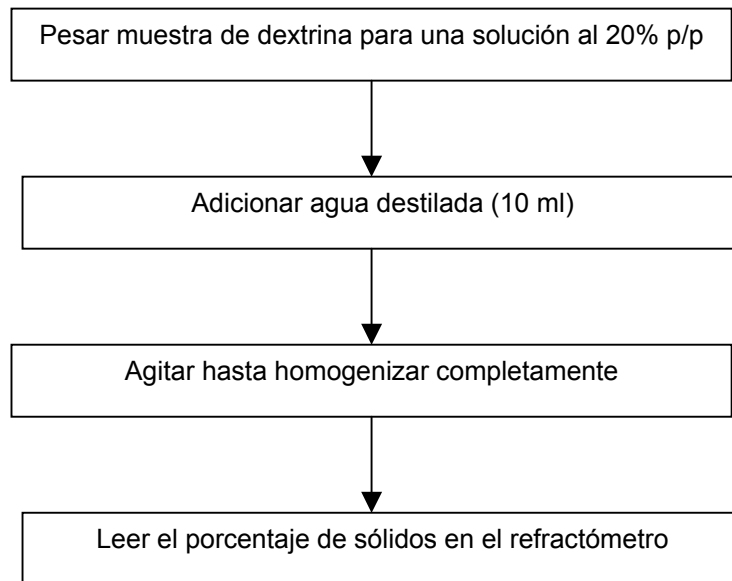 Pesar muestra de dextrina para una solución al 20% p/p
Adicionar agua destilada (10 ml)
Agitar hasta homogenizar completamente
Leer el porcentaje de sólidos en el refractómetro